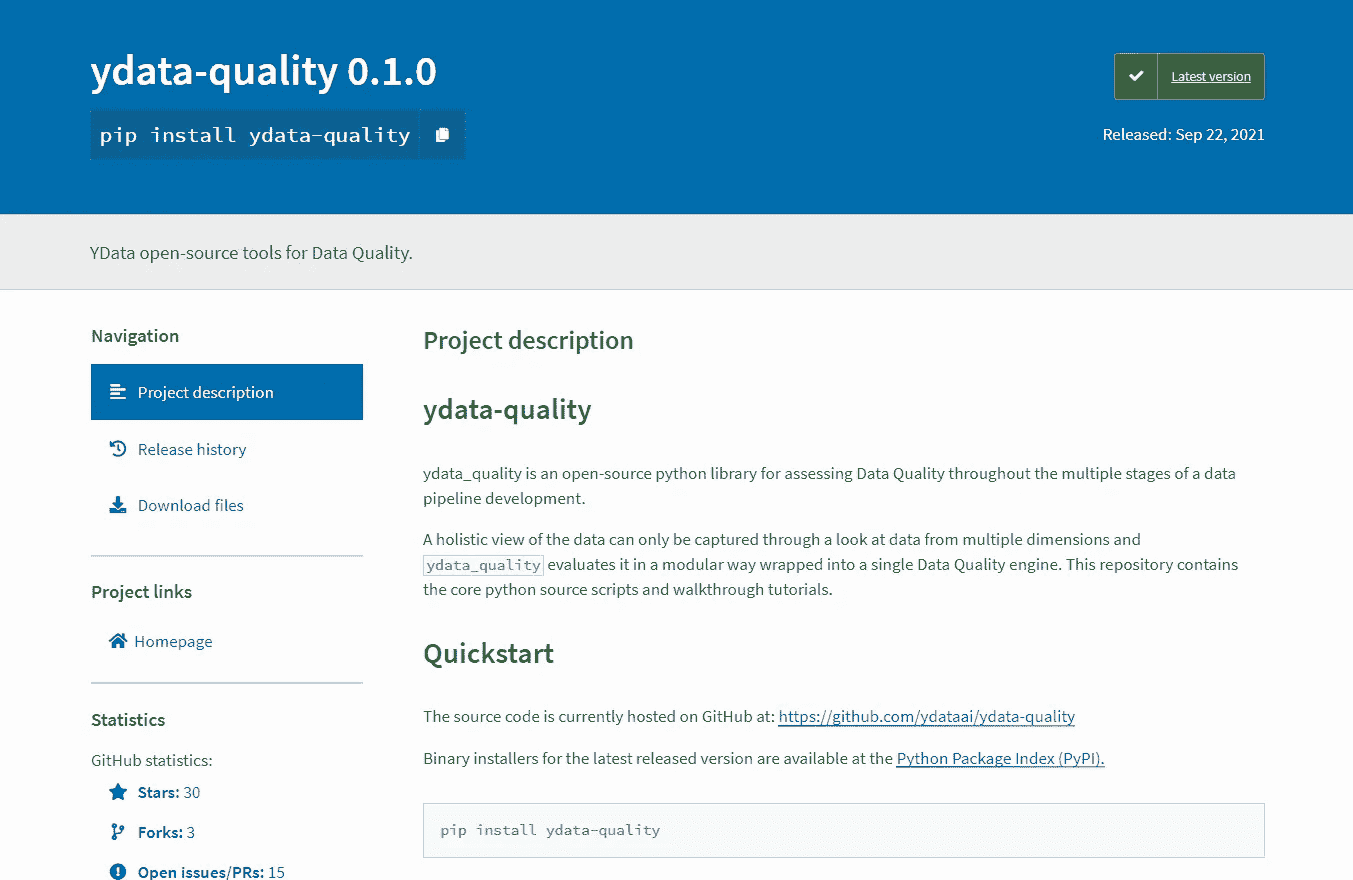 ydata-quality 0.1.0
pip install ydata-quality
Latest version
Released: Sep 22, 2021
YData open-source tools for Data Quality.
Navigation
Project description
Release history
Download files
Project links
Homepage
Statistics
GitHub statistics:
Stars: 30
Forks: 3
Open issues/PRs: 15
Project description
ydata-quality
ydata_quality is an open-source python library for assessing Data Quality throughout the multiple stages of a data
pipeline development.
A holistic view of the data can only be captured through a look at data from multiple dimensions and
ydata_quality evaluates it in a modular way wrapped into a single Data Quality engine. This repository contains
the core python source scripts and walkthrough tutorials.
Quickstart
The source code is currently hosted on GitHub at: https://github.com/ydataai/ydata-quality
Binary installers for the latest released version are available at the Python Package Index (PyPI).
pip install ydata-quality